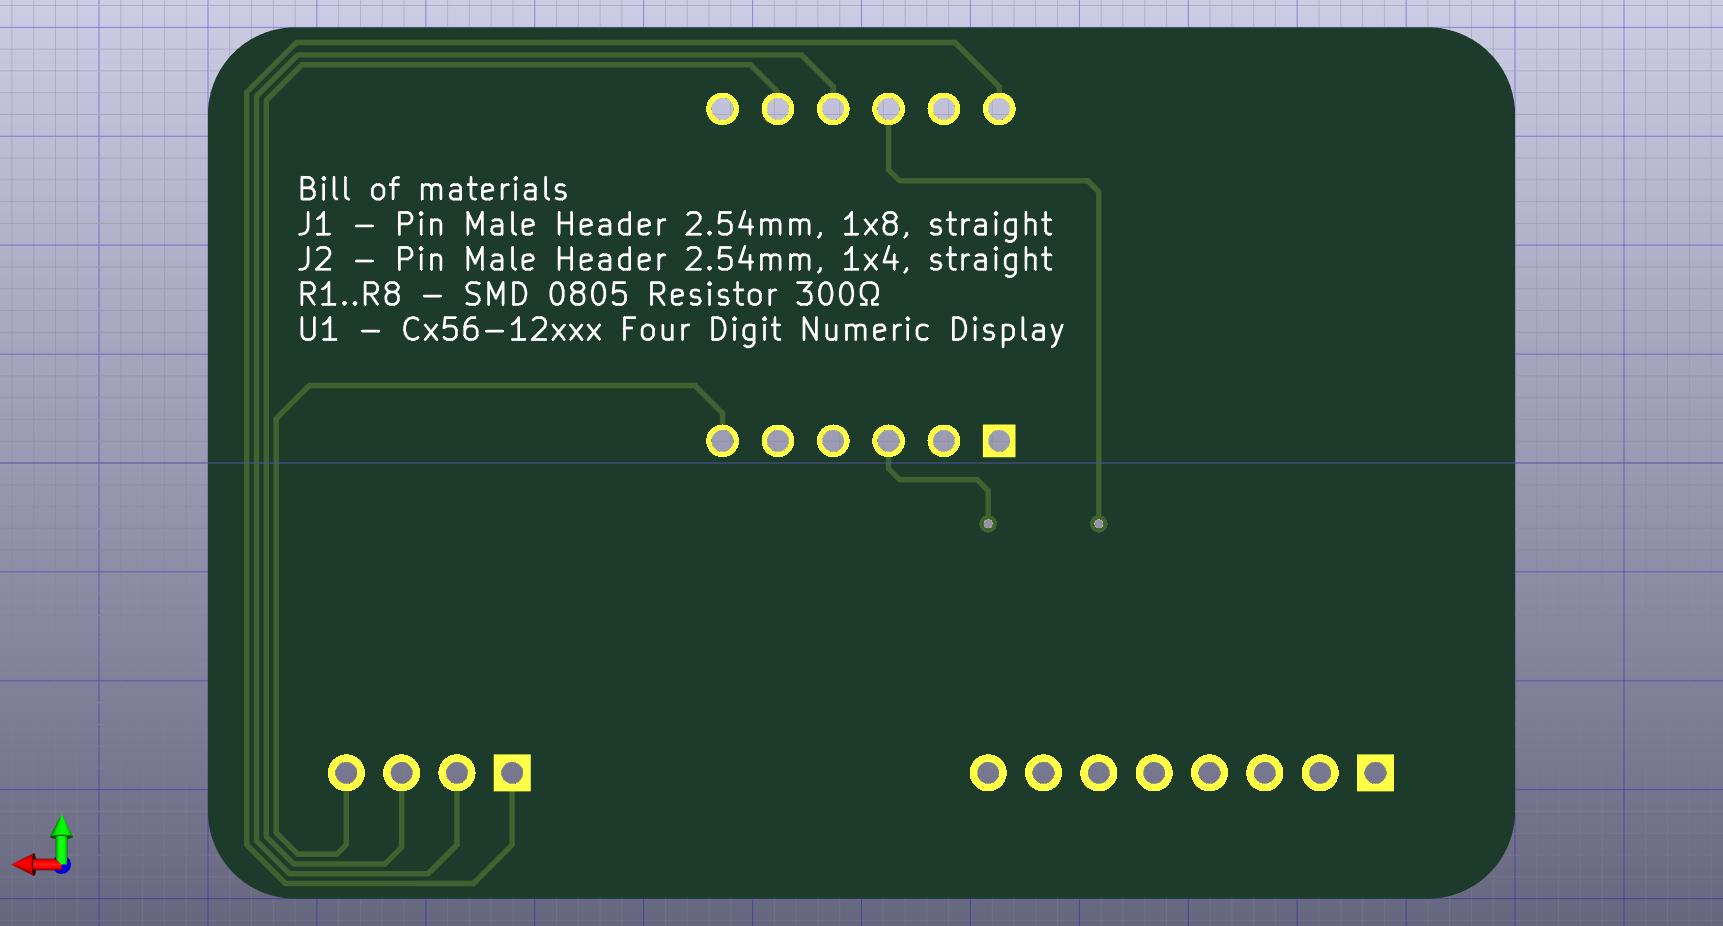 Bill of materials
J1 – Pin Male Header 2.54mm, 1x8, straight
J2 – Pin Male Header 2.54mm, 1x4, straight
R1..R8 – SMD 0805 Resistor 300Ω
U1 – Cx56–12xxx Four Digit Numeric Display